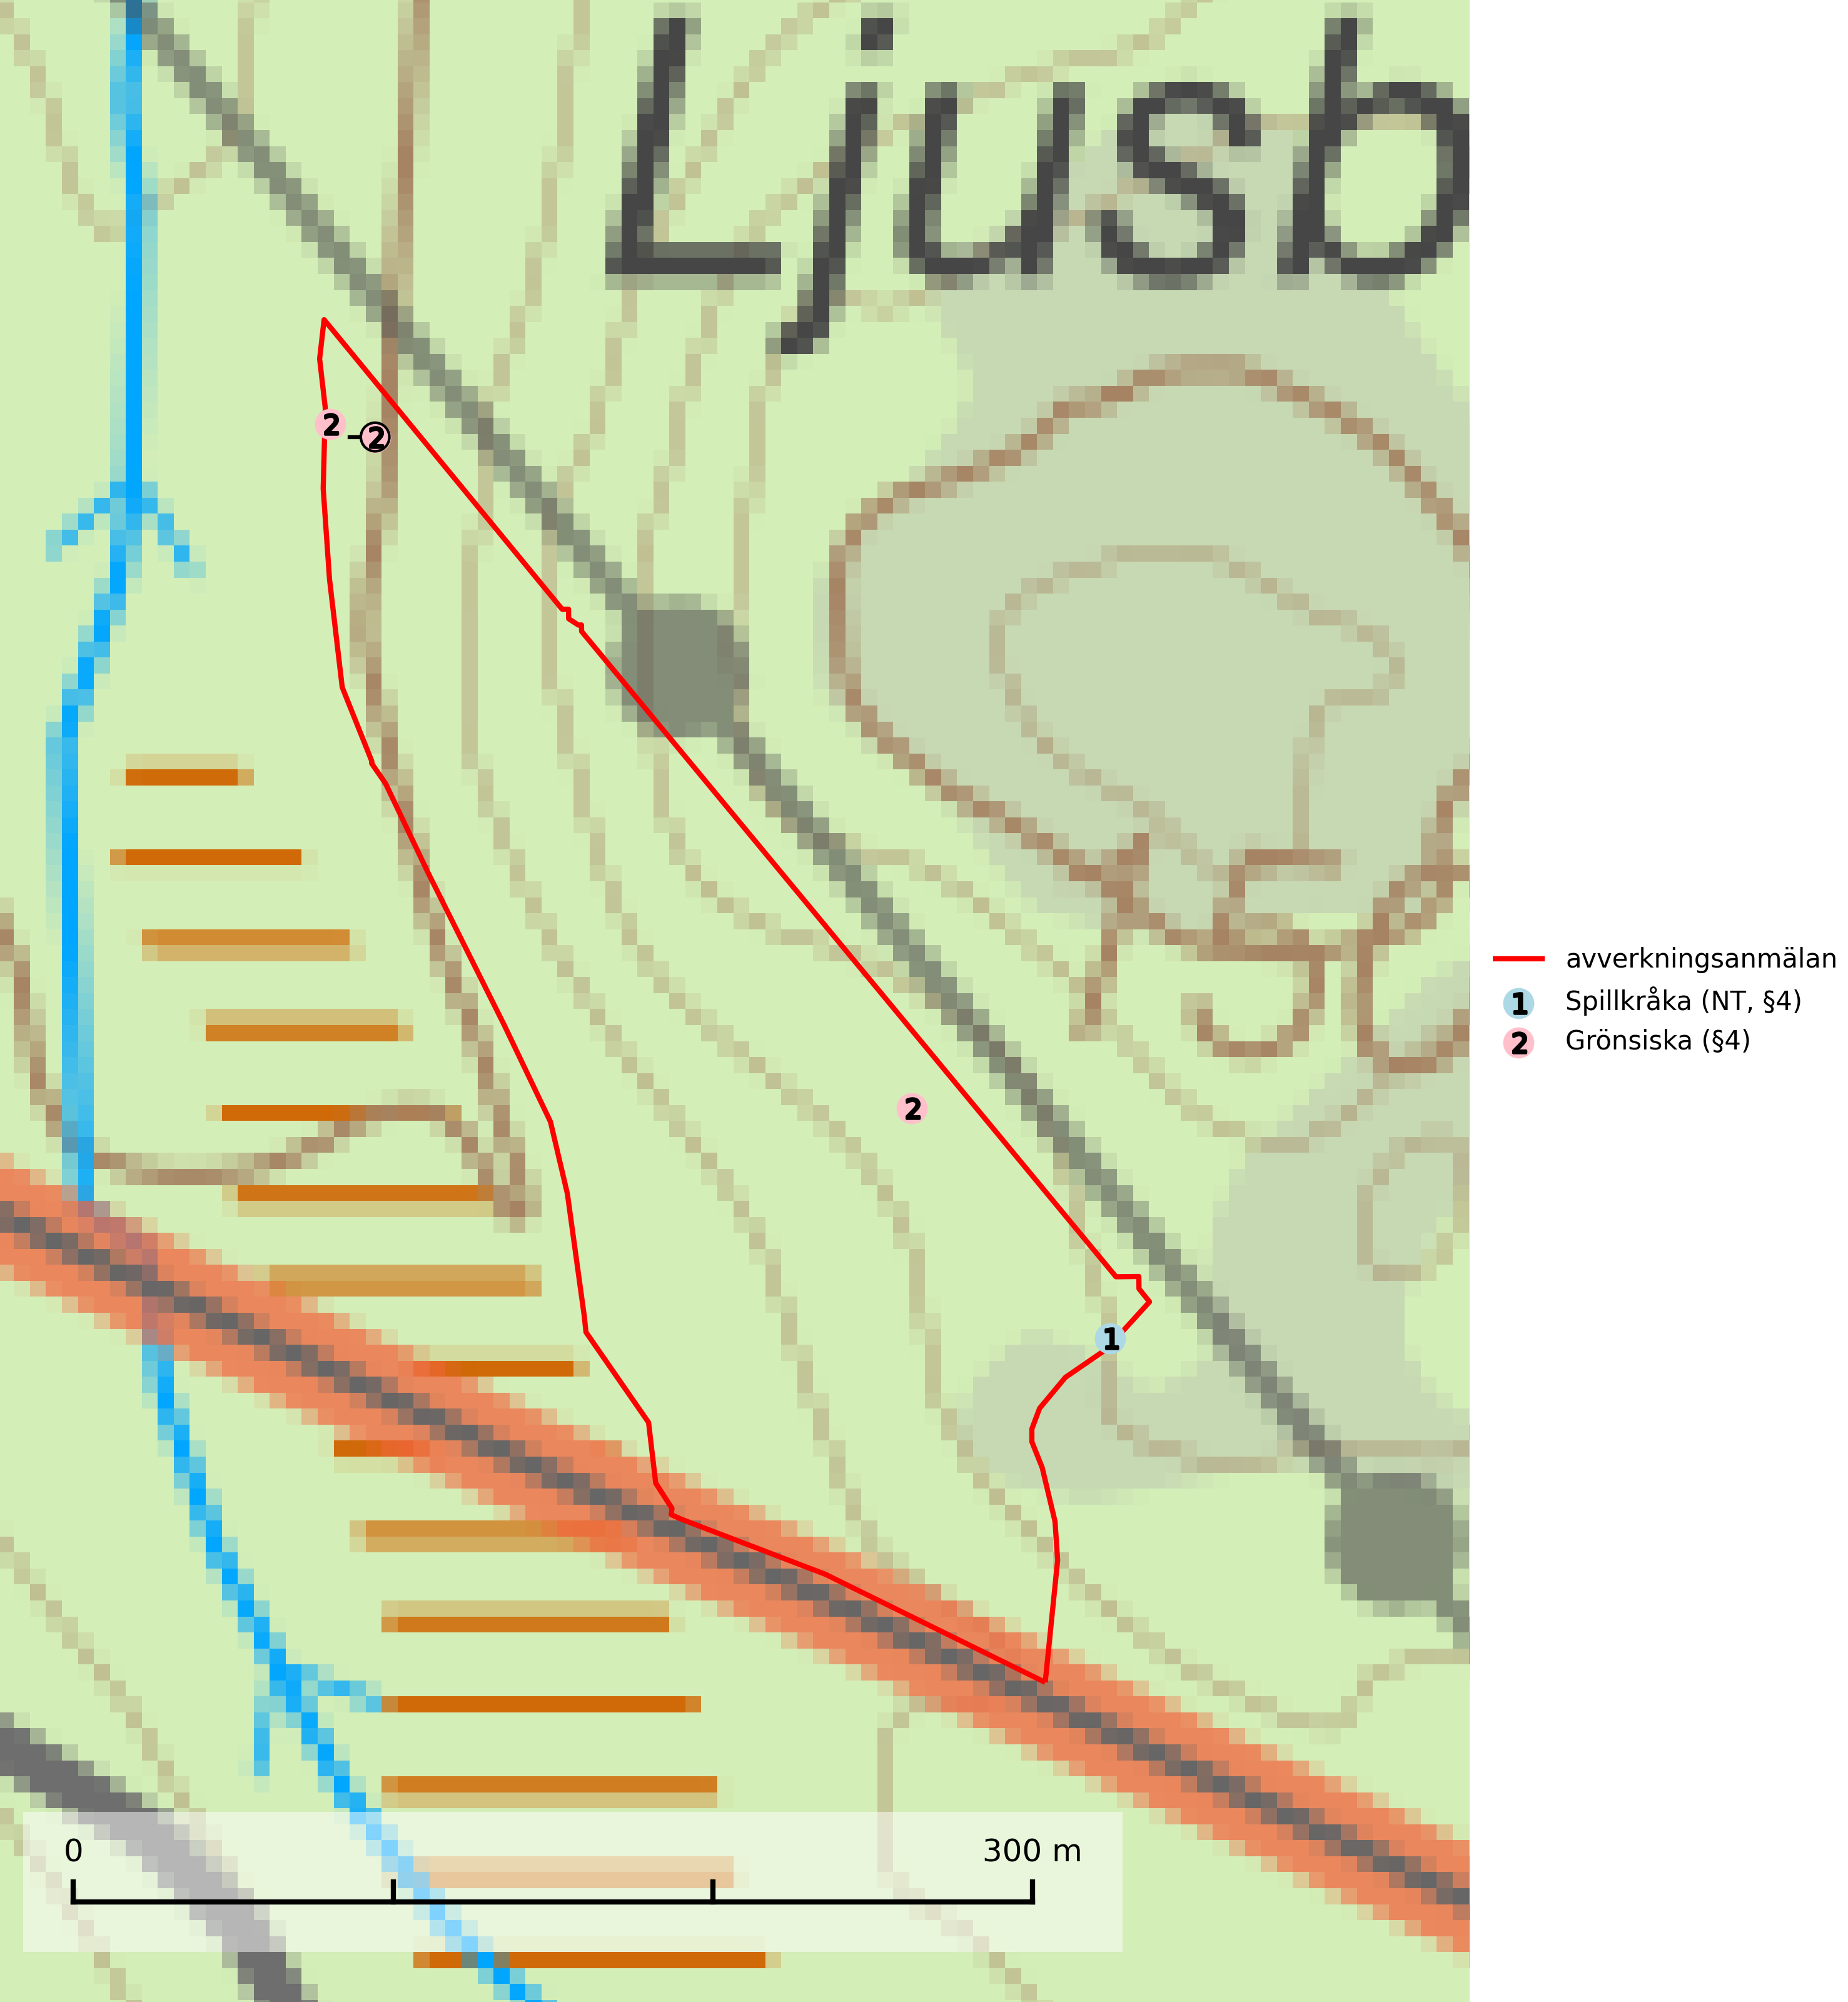 Ljusb
2
2
2
1
0 300 m
avverkningsanmälan
1 Spillkråka (NT, §4)
2 Grönsiska (§4)